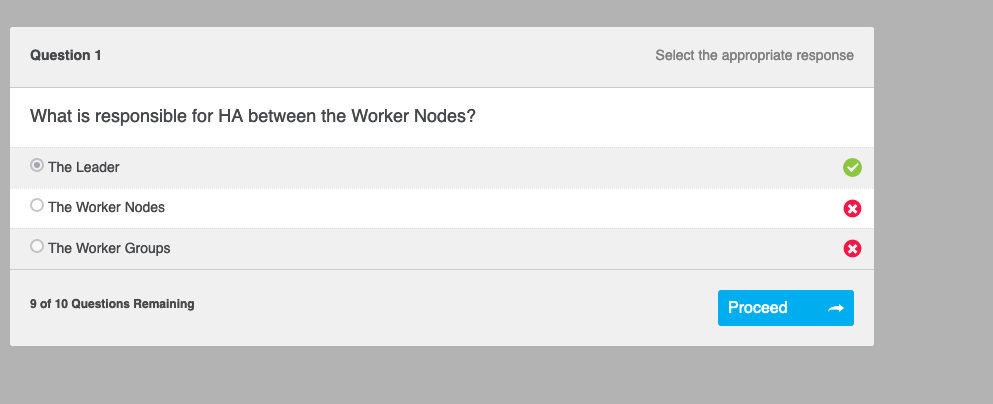 Question 1
Select the appropriate response
What is responsible for HA between the Worker Nodes?
The Leader
The Worker Nodes
The Worker Groups
9 of 10 Questions Remaining
Proceed